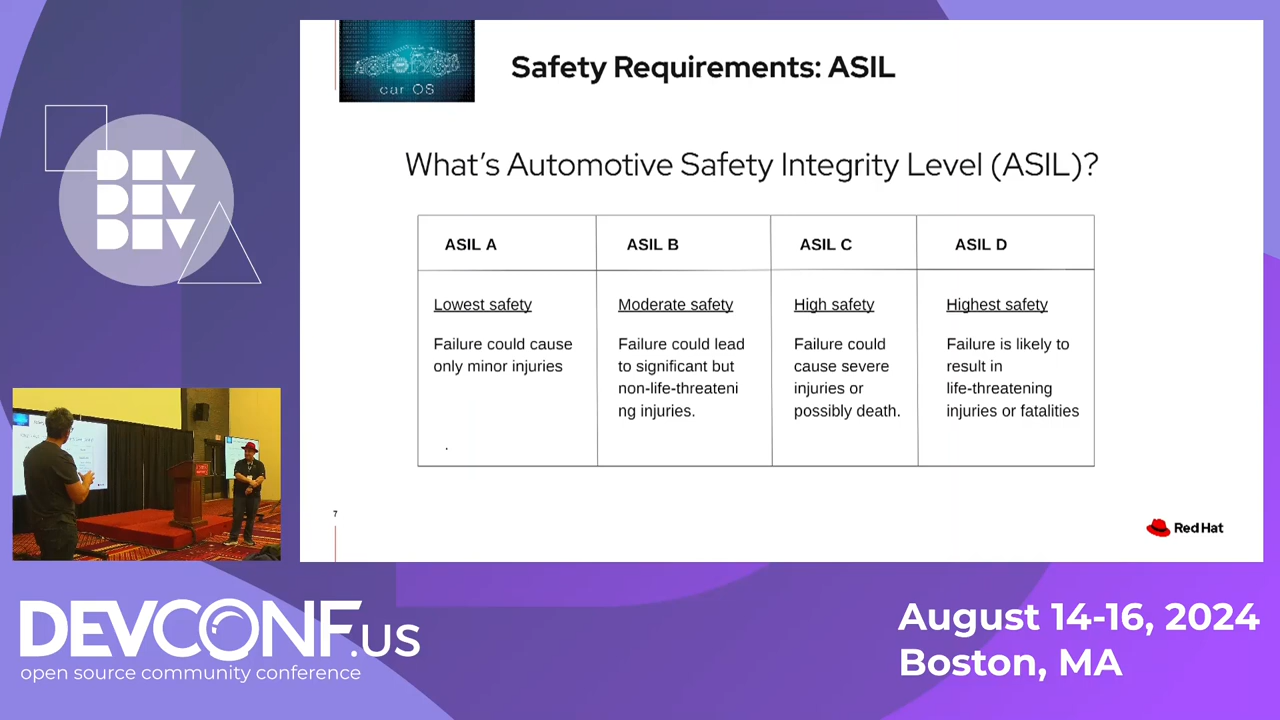 car OS
Safety Requirements: ASIL
What's Automotive Safety Integrity Level (ASIL)?
ASIL A
ASIL B
ASIL C
ASIL D
Lowest safety
Failure could cause
only minor injuries
.
Moderate safety
Failure could lead
to significant but
non-life-threateni
ng injuries.
High safety
Failure could
cause severe
injuries or
possibly death.
Highest safety
Failure is likely to
result in
life-threatening
injuries or fatalities
7
Red Hat
DEV
DEV
DEV
DEVCONF.US
open source community conference
August 14-16, 2024
Boston, MA